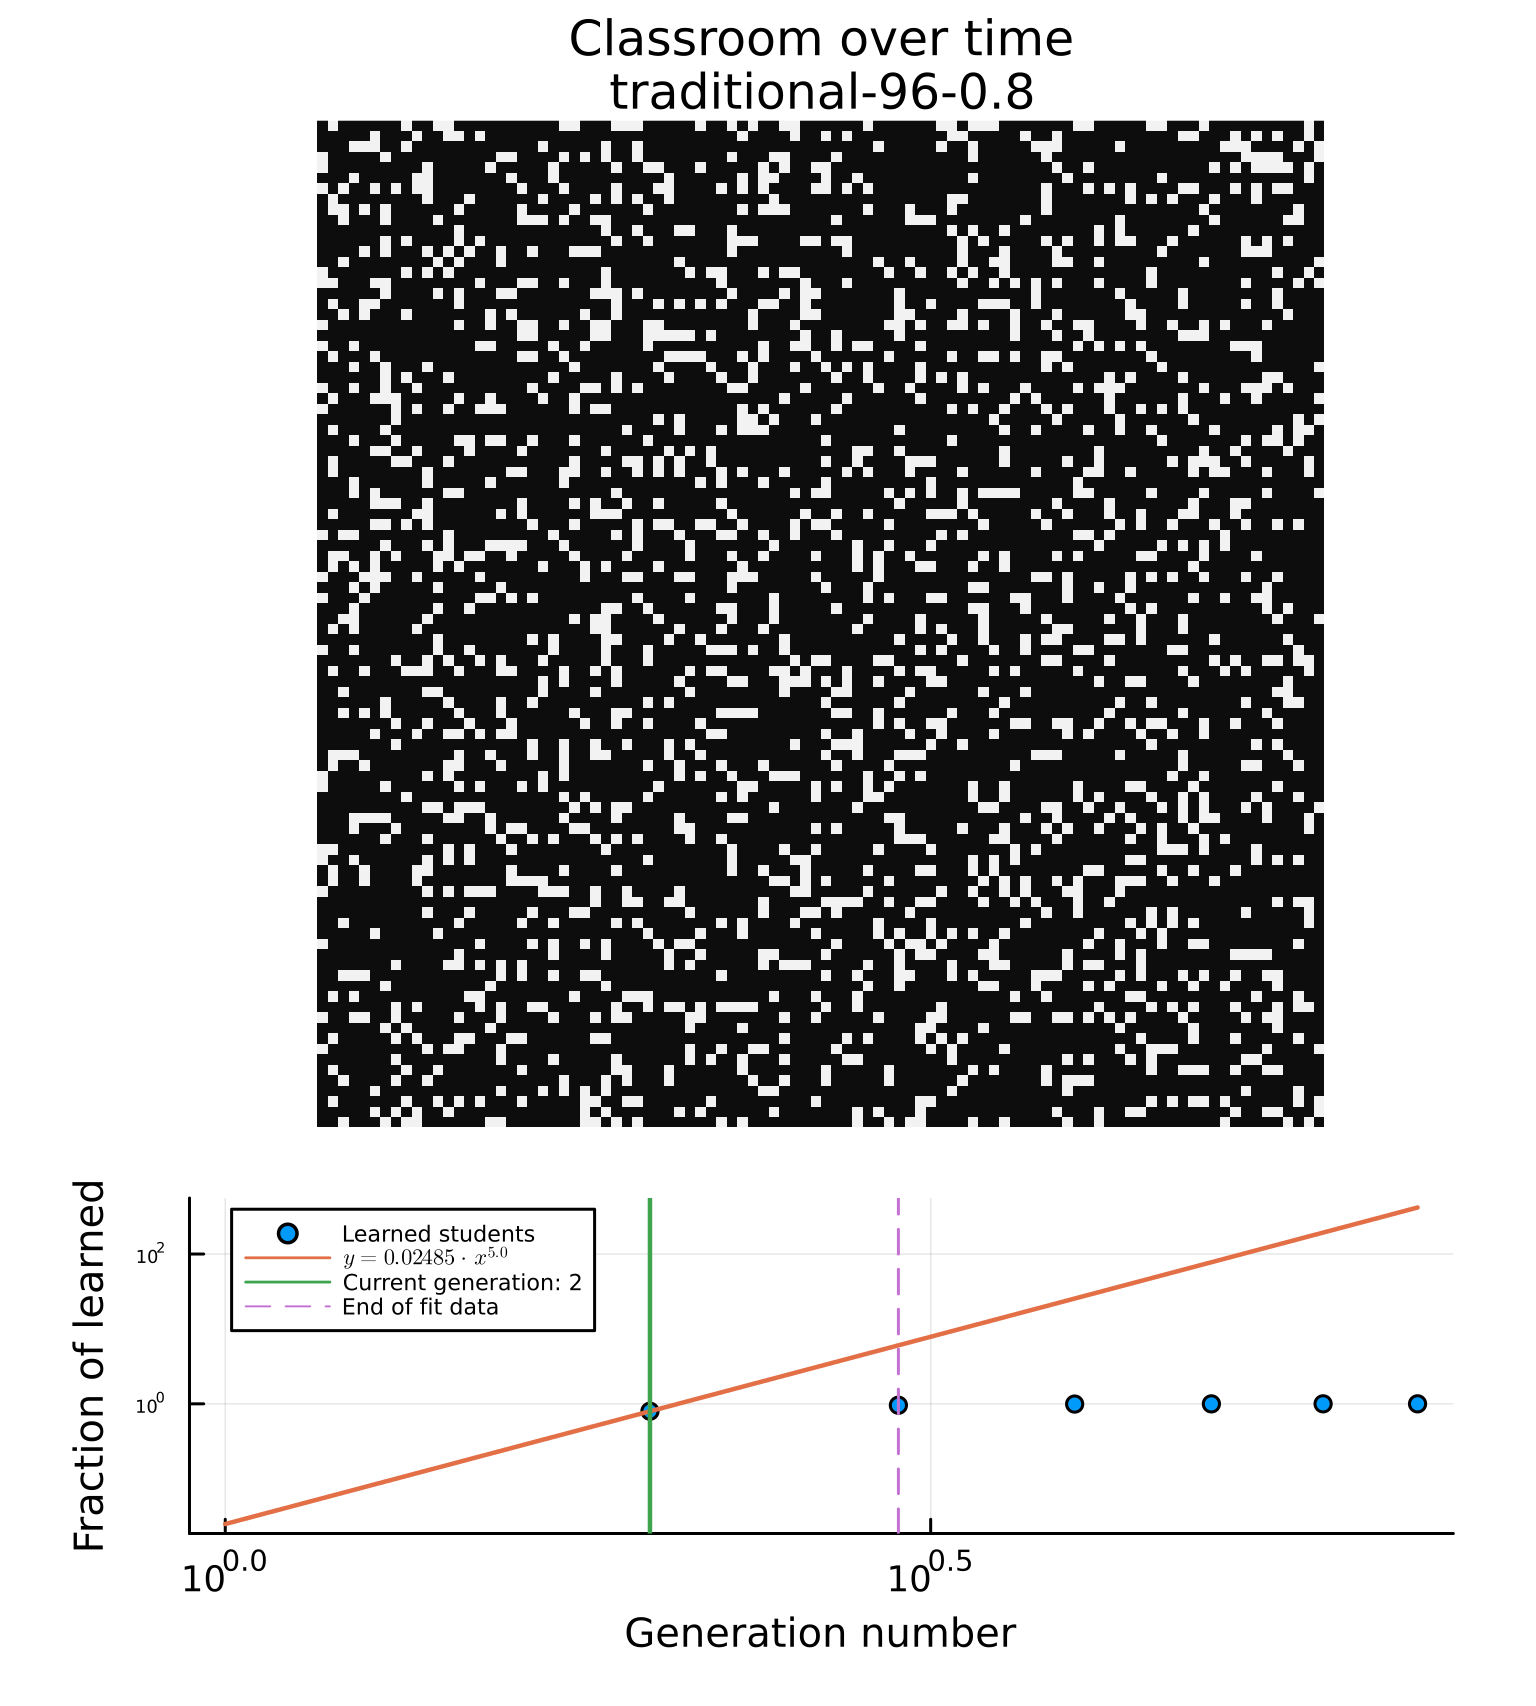 Classroom over time
traditional-96-0.8
Fraction of learned
10^2
10^0
Learned students
y = 0.02485 · x^5.0
Current generation: 2
End of fit data
10^0.0
10^0.5
Generation number